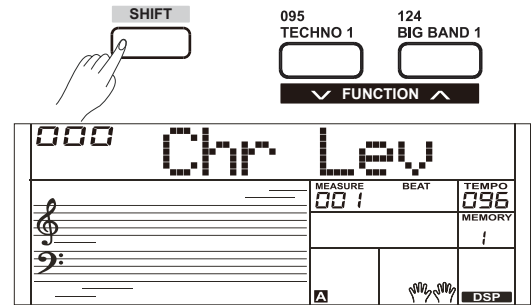 SHIFT
095
TECHNO 1
124
BIG BAND 1
FUNCTION
000
Chr Lev
MEASURE
001
BEAT
TEMPO
096
MEMORY
1
A
DSP